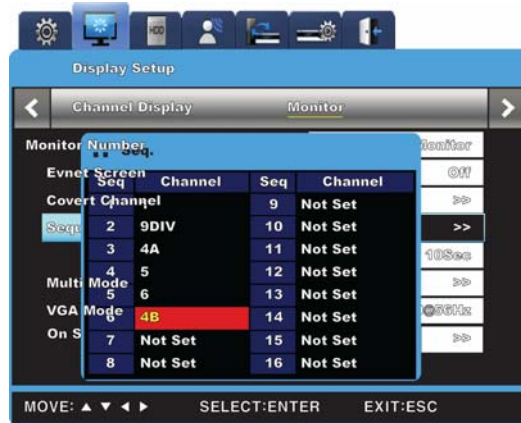 HDD
Display Setup
Channel Display Monitor
Monitor Number Monitor
Seq.
Evnet Screen Off
Seq Channel Seq Channel
Covert Channel >>
9 Not Set
2 9DIV 10 Not Set >>
3 4A 11 Not Set 10Sec
4 5 12 Not Set
Multi Mode >>
5 6 13 Not Set
VGA Mode
6 4B 14 Not Set
On S >>
7 Not Set 15 Not Set
8 Not Set 16 Not Set
MOVE: ▲ ▼ ◄ ► SELECT:ENTER EXIT:ESC